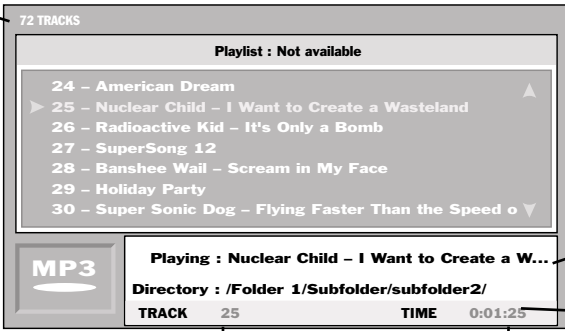 72 TRACKS
Playlist : Not available
24 – American Dream
25 – Nuclear Child – I Want to Create a Wasteland
26 – Radioactive Kid – It's Only a Bomb
27 – SuperSong 12
28 – Banshee Wail – Scream in My Face
29 – Holiday Party
30 – Super Sonic Dog – Flying Faster Than the Speed o
MP3
Playing : Nuclear Child – I Want to Create a W...
Directory : /Folder 1/Subfolder/subfolder2/
TRACK 25 TIME 0:01:25